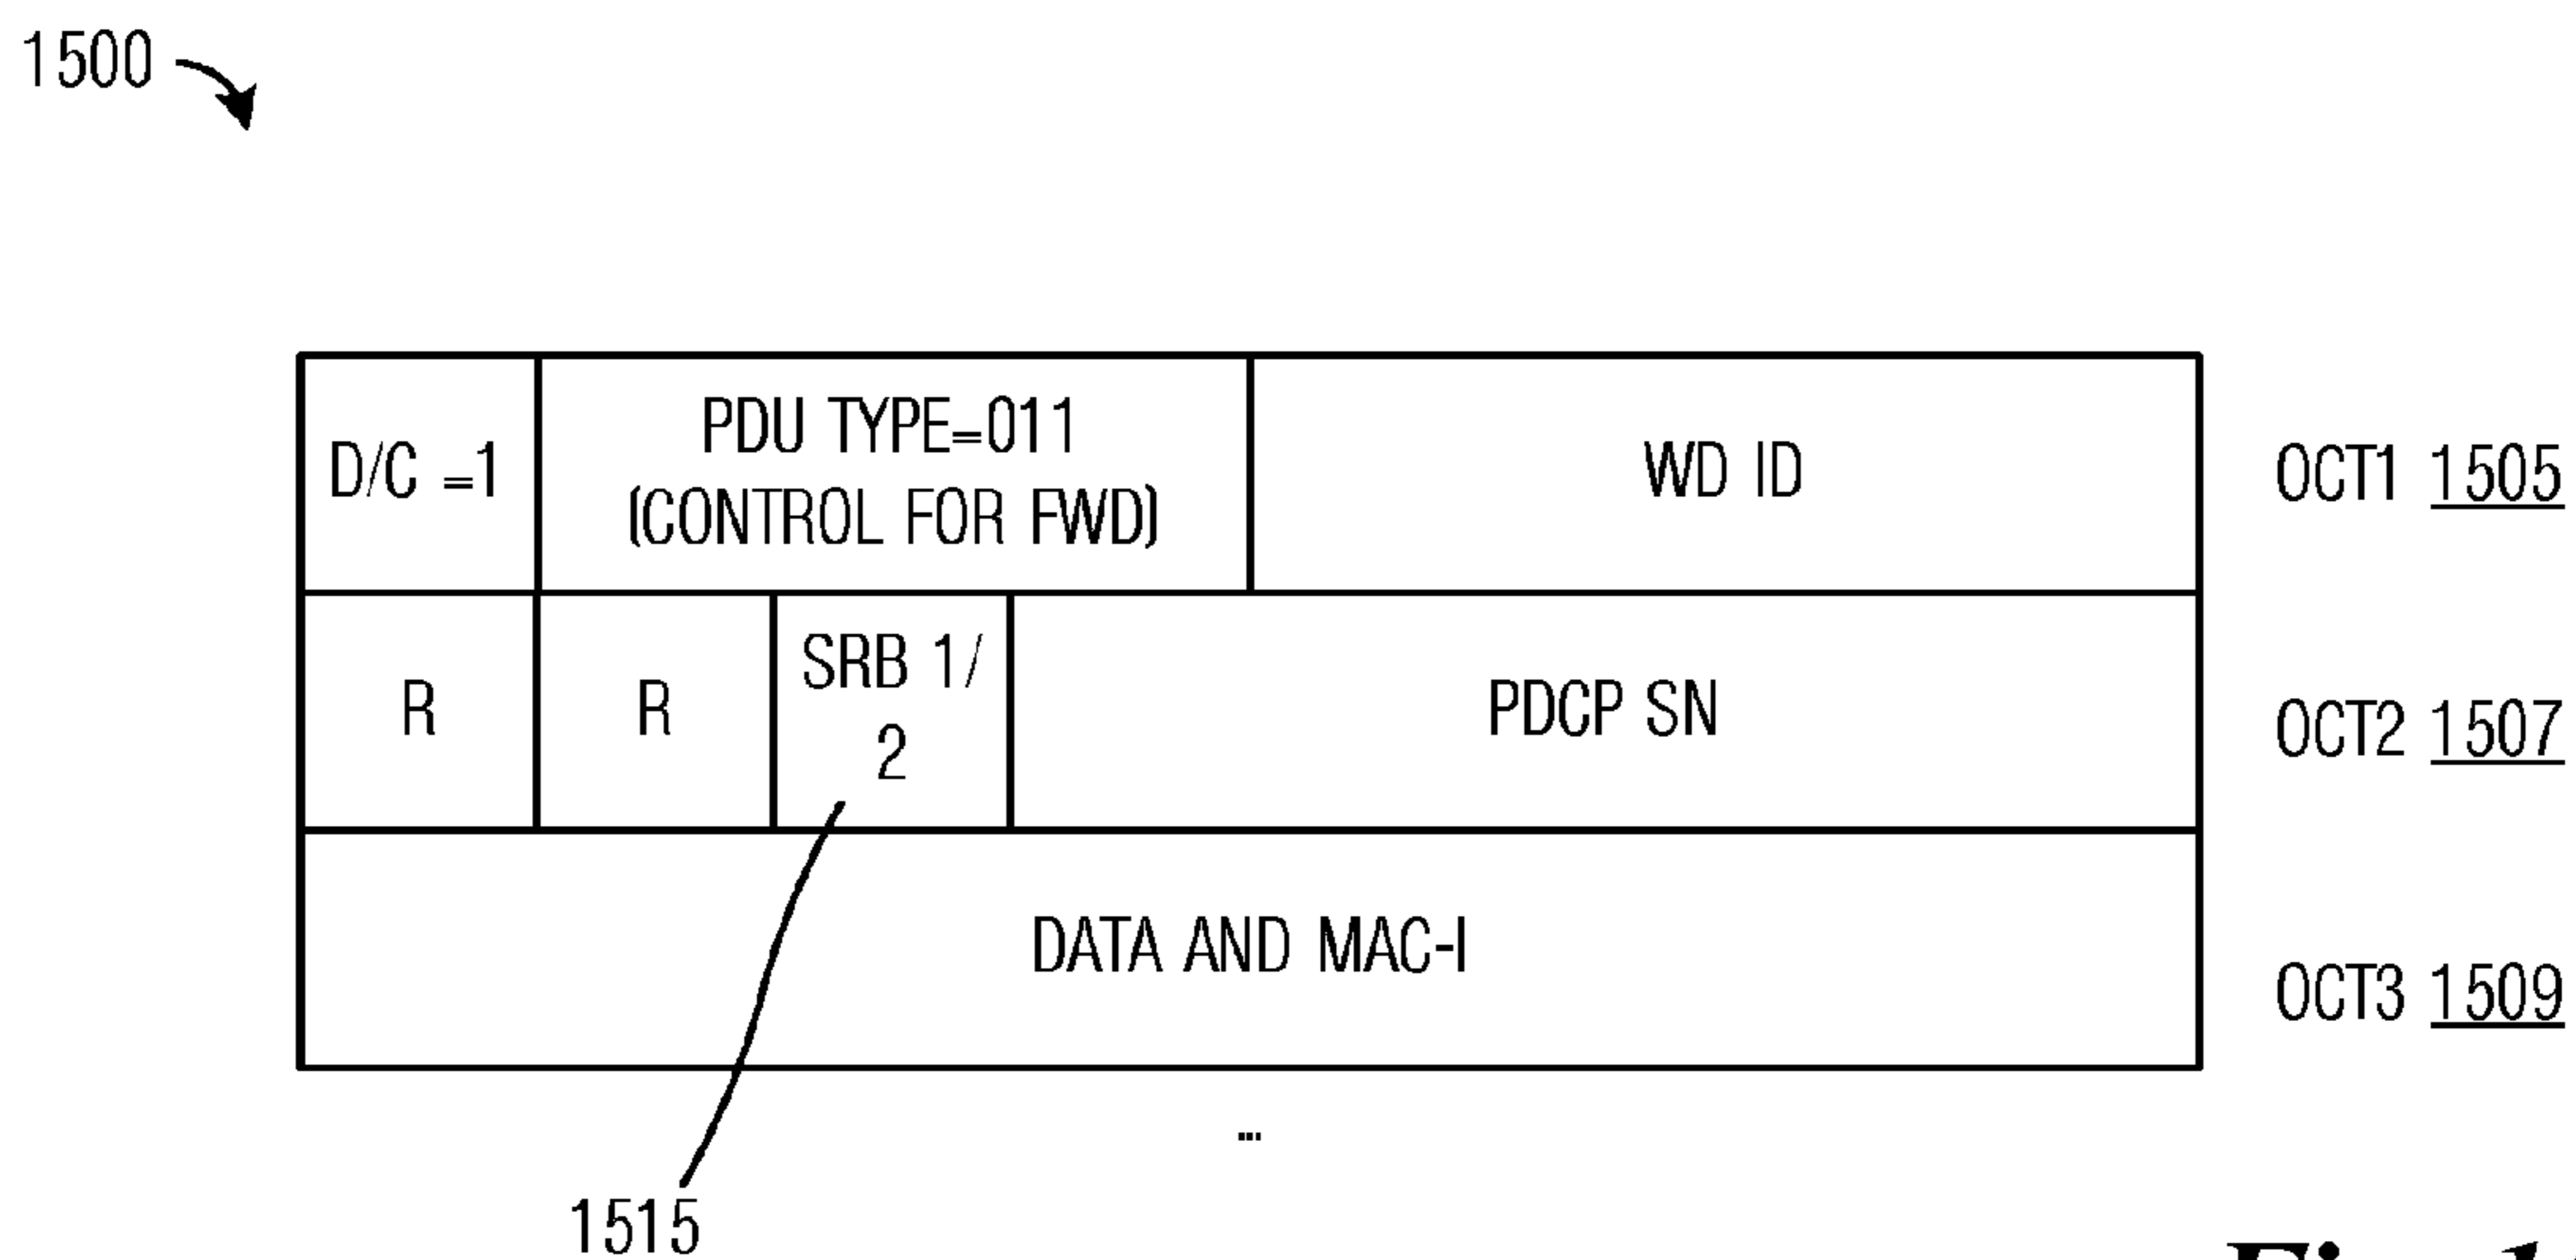 1500
D/C =1
PDU TYPE=011
(CONTROL FOR FWD)
WD ID
OCT1 1505
R
R
SRB 1/
2
PDCP SN
OCT2 1507
DATA AND MAC-I
OCT3 1509
...
1515